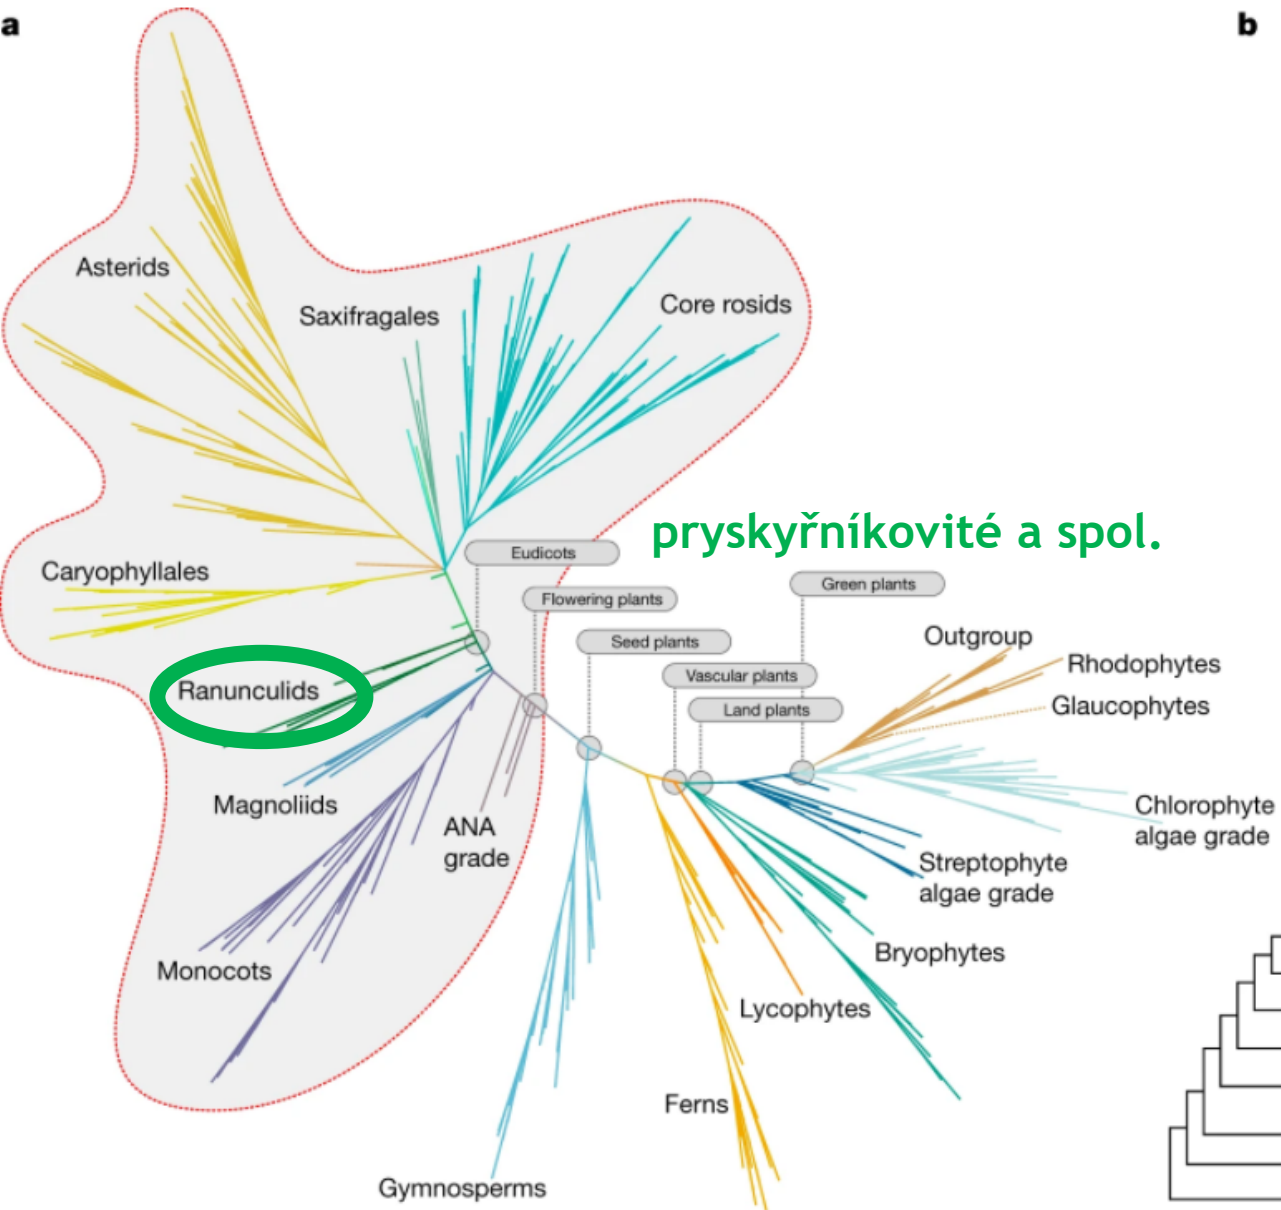 a
b
Asterids
Saxifragales
Core rosids
pryskyřníkovité a spol.
Eudicots
Caryophyllales
Green plants
Flowering plants
Seed plants
Outgroup
Rhodophytes
Vascular plants
Ranunculids
Glaucophytes
Land plants
Magnoliids
Chlorophyte
algae grade
ANA
grade
Streptophyte
algae grade
Bryophytes
Monocots
Lycophytes
Ferns
Gymnosperms